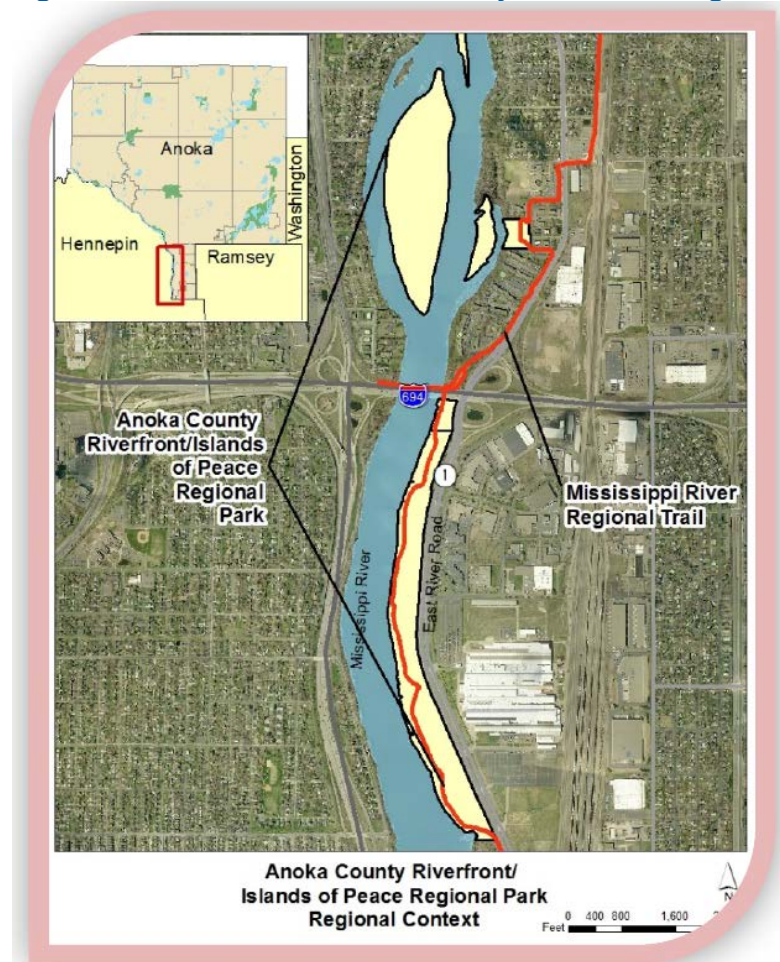 Anoka
Washington
Hennepin
Ramsey
694
Anoka County
Riverfront/Islands
of Peace
Regional
Park
1
Mississippi River
Regional Trail
East River Road
Mississippi River
Anoka County Riverfront/
Islands of Peace Regional Park
Regional Context
N
0 400 800 1,600
Feet